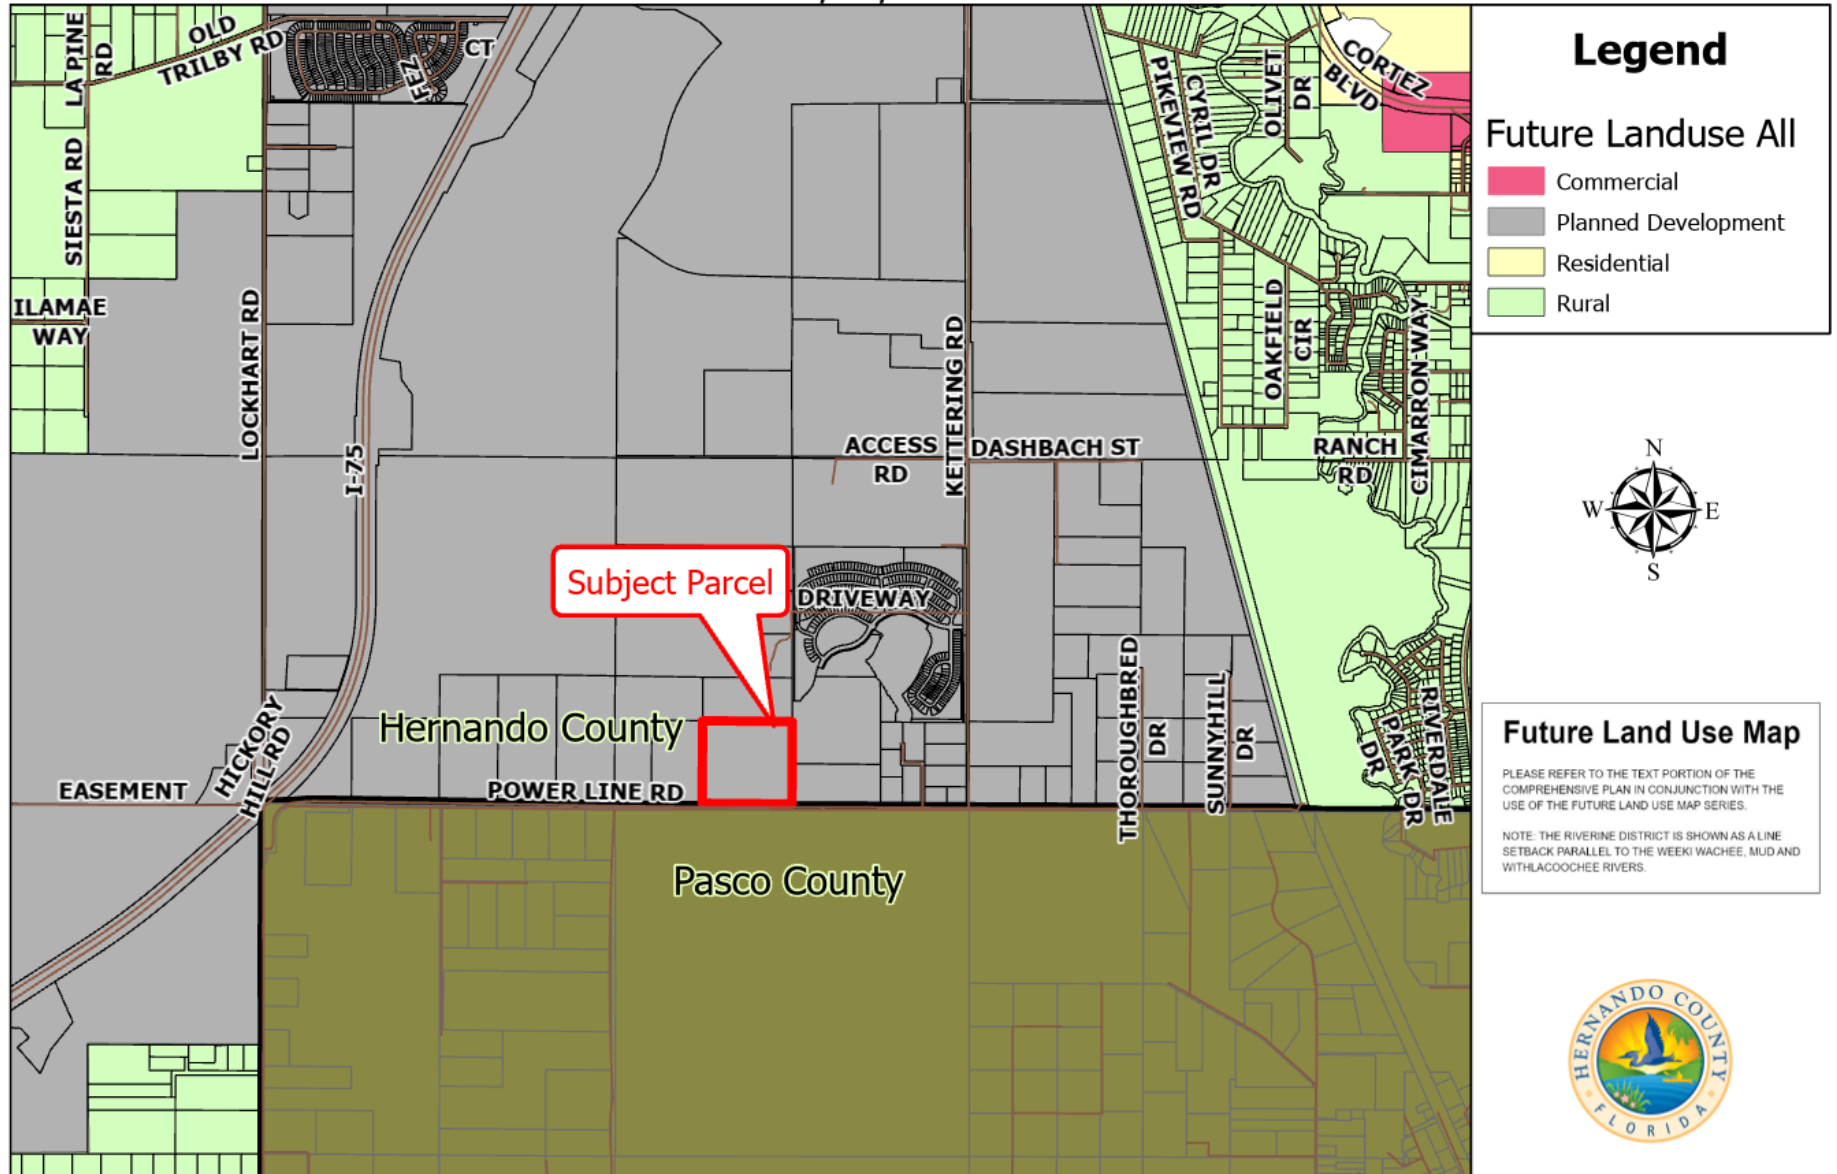 Legend
Future Landuse All
Commercial
Planned Development
Residential
Rural
LA PINE
RD
OLD
TRILBY RD
FEZ
CT
SIESTA RD
ILAMAE
WAY
LOCKHART RD
I-75
KETTERING RD
ACCESS
RD
DASHBACH ST
PIKEVIEW RD
CYRIL DR
OLIVET
DR
CORTEZ
BLVD
OAKFIELD
CIR
CIMARRON WAY
RANCH
RD
N
W
E
S
Subject Parcel
DRIVEWAY
Hernando County
HICKORY
HILL RD
EASEMENT
POWER LINE RD
THOROUGHBRED
DR
SUNNYHILL
DR
RIVERDALE
DR
PARK DR
Pasco County
Future Land Use Map
PLEASE REFER TO THE TEXT PORTION OF THE
COMPREHENSIVE PLAN IN CONJUNCTION WITH THE
USE OF THE FUTURE LAND USE MAP SERIES.
NOTE: THE RIVERINE DISTRICT IS SHOWN AS A LINE
SETBACK PARALLEL TO THE WEEKI WACHEE, MUD AND
WITHLACOOCHEE RIVERS.
HERNANDO COUNTY
FLORIDA